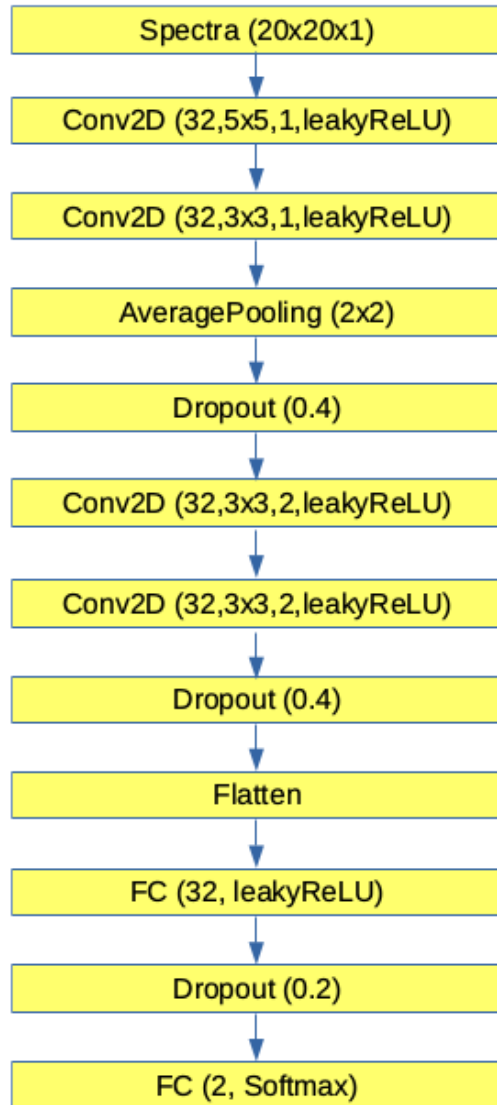 Spectra (20x20x1)
Conv2D (32,5x5,1,leakyReLU)
Conv2D (32,3x3,1,leakyReLU)
AveragePooling (2x2)
Dropout (0.4)
Conv2D (32,3x3,2,leakyReLU)
Conv2D (32,3x3,2,leakyReLU)
Dropout (0.4)
Flatten
FC (32, leakyReLU)
Dropout (0.2)
FC (2, Softmax)